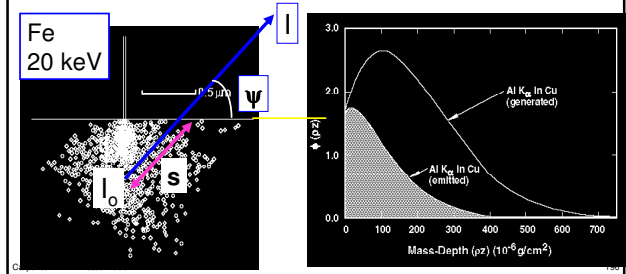 Fe
20 keV
I
0.5 μm
ψ
s
I₀
3.0
2.0
1.0
0.0
ϕ (ρz)
Al Kα in Cu
(generated)
Al Kα in Cu
(emitted)
0 100 200 300 400 500 600 700
Mass-Depth (ρz) (10⁻⁶ g/cm²)